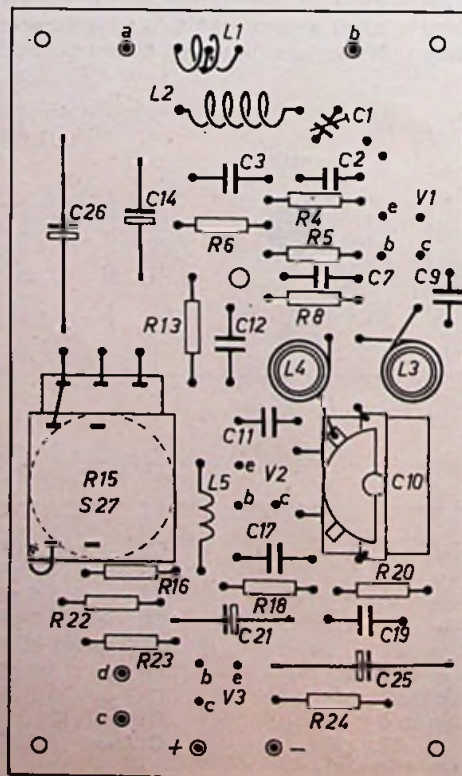 a
b
L1
L2
C1
C3
C2
C26
C14
R4
V1
e
R6
R5
b
c
C7
C9
R8
R13
C12
L4
L3
C11
R15
S27
L5
e
V2
b
c
C10
C17
R16
R18
R20
R22
C21
C19
R23
b
e
C25
d
c
V3
R24
c
+
-